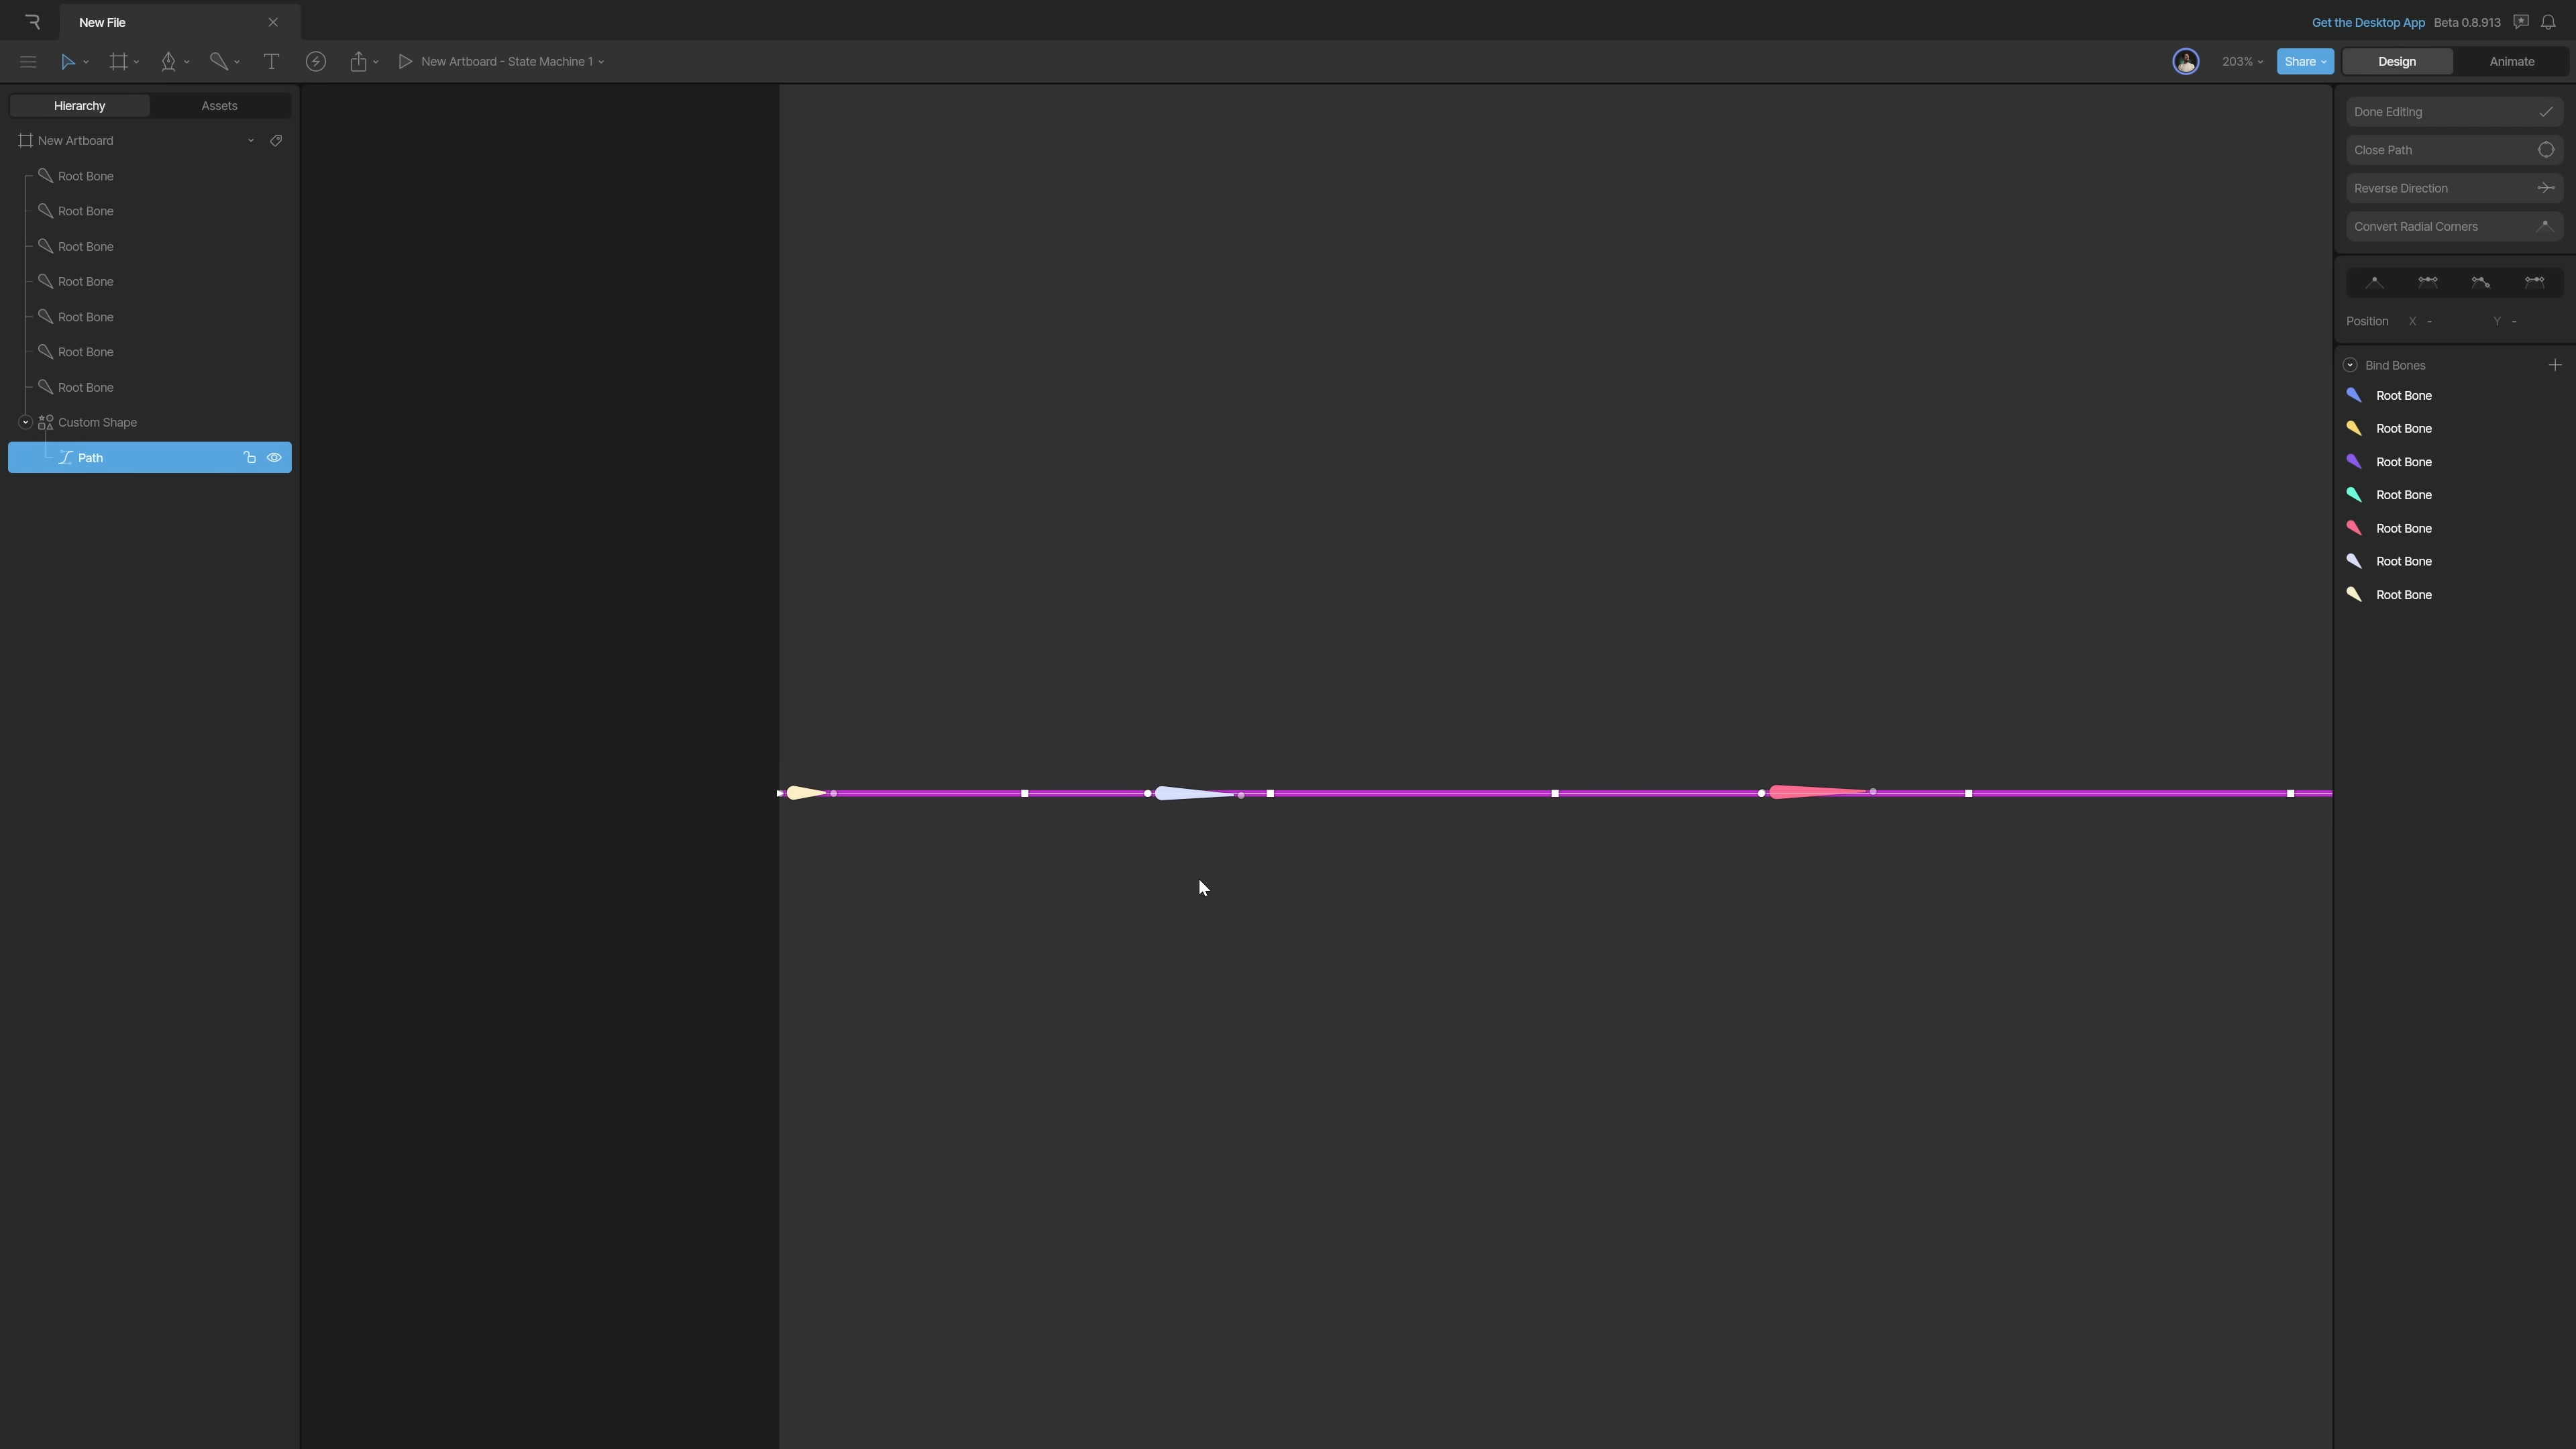 New File
Get the Desktop App Beta 0.8.913
New Artboard - State Machine 1
203%
Share
Design
Animate
Hierarchy
Assets
New Artboard
Root Bone
Root Bone
Root Bone
Root Bone
Root Bone
Root Bone
Root Bone
Custom Shape
Path
Done Editing
Close Path
Reverse Direction
Convert Radial Corners
Position X - Y -
Bind Bones
Root Bone
Root Bone
Root Bone
Root Bone
Root Bone
Root Bone
Root Bone